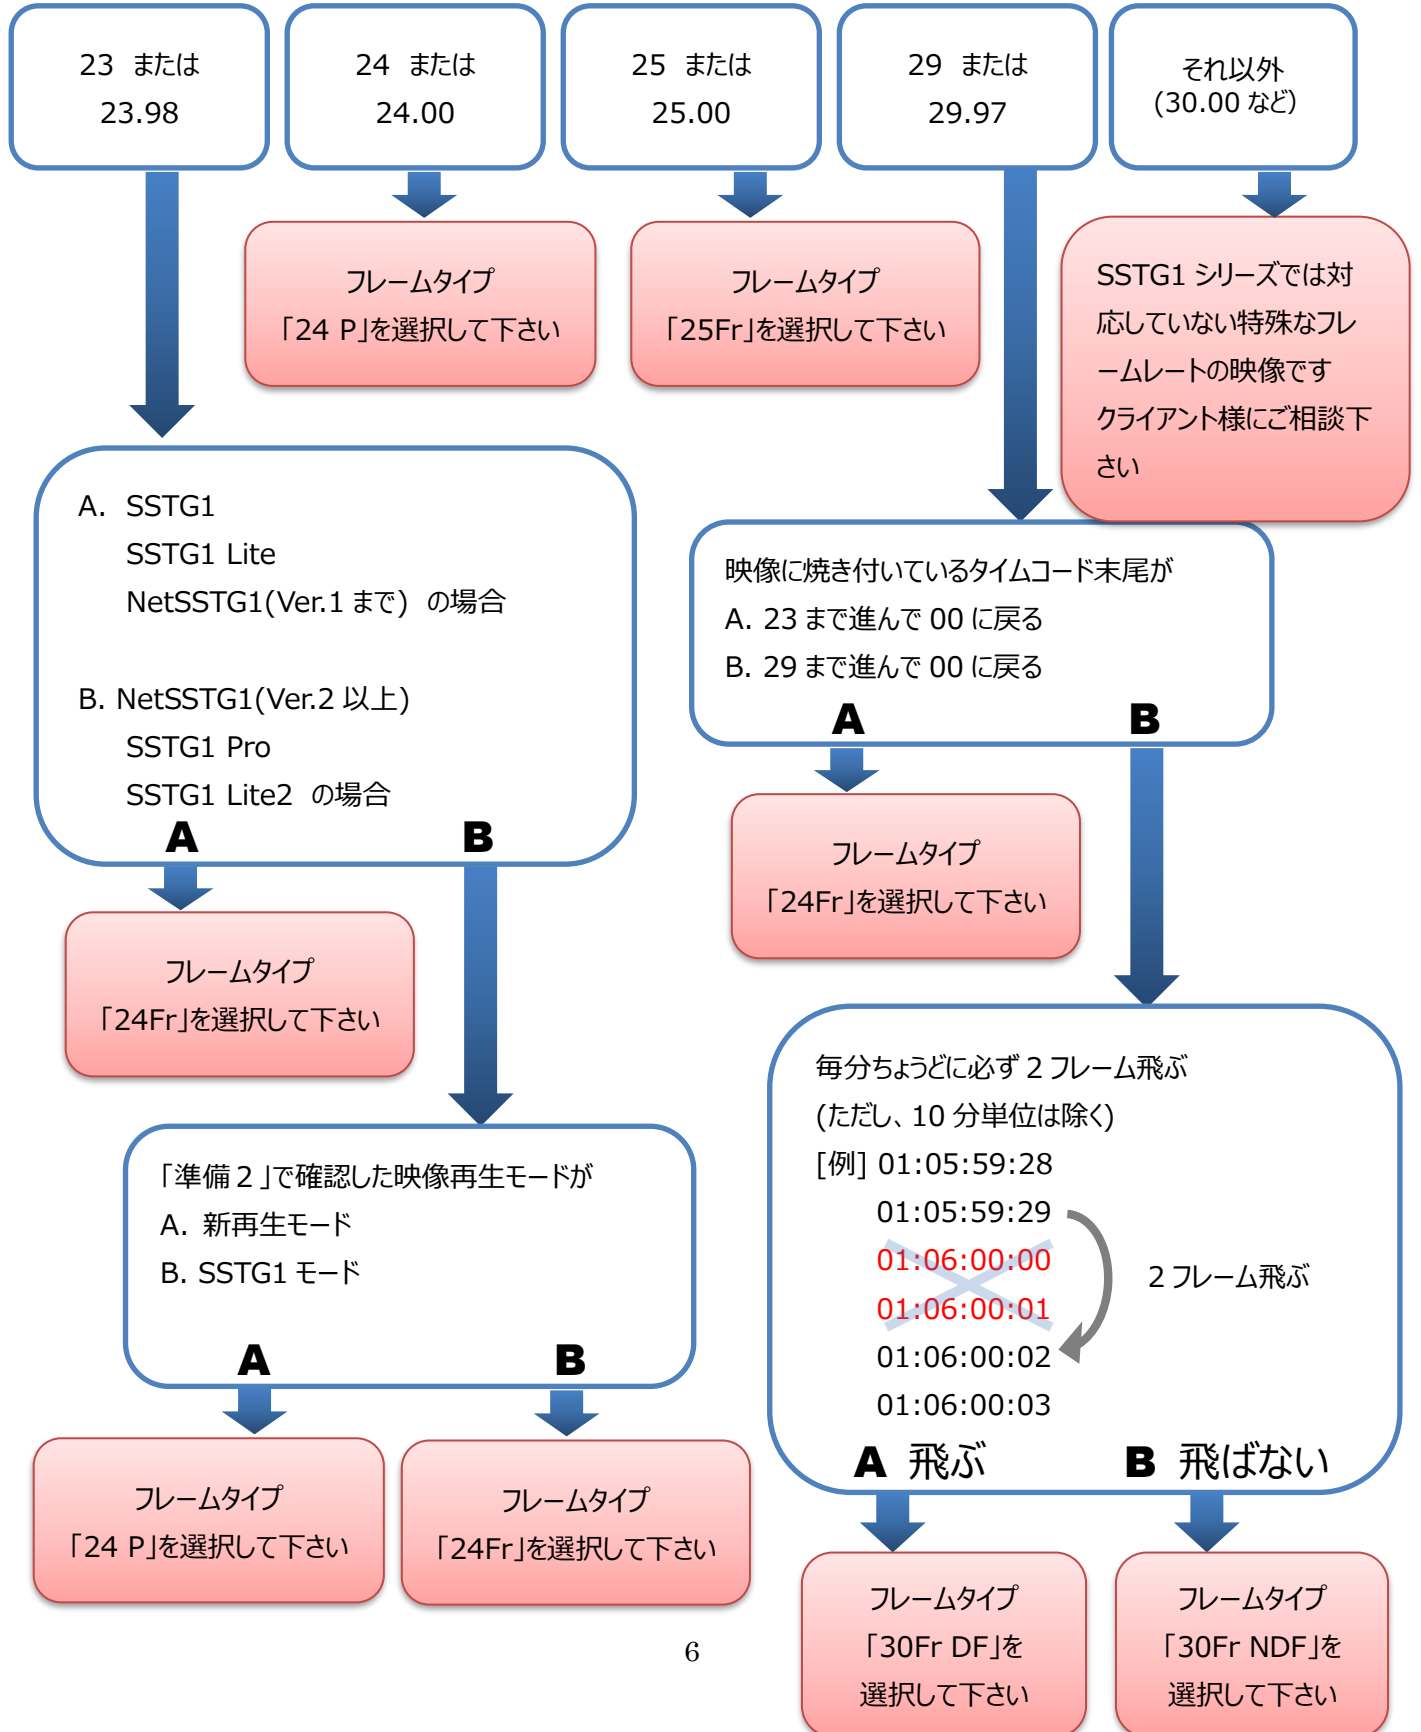 23 または
23.98
24 または
24.00
25 または
25.00
29 または
29.97
それ以外
(30.00 など)
フレームタイプ
「24 P」を選択して下さい
フレームタイプ
「25Fr」を選択して下さい
SSTG1 シリーズでは対
応していない特殊なフレ
ームレートの映像です
クライアント様にご相談下
さい
A. SSTG1
SSTG1 Lite
NetSSTG1(Ver.1 まで) の場合
B. NetSSTG1(Ver.2 以上)
SSTG1 Pro
SSTG1 Lite2 の場合
A B
映像に焼き付いているタイムコード末尾が
A. 23 まで進んで 00 に戻る
B. 29 まで進んで 00 に戻る
A B
フレームタイプ
「24Fr」を選択して下さい
フレームタイプ
「24Fr」を選択して下さい
「準備 2 」で確認した映像再生モードが
A. 新再生モード
B. SSTG1 モード
A B
毎分ちょうどに必ず 2 フレーム飛ぶ
(ただし、10 分単位は除く)
[例] 01:05:59:28
01:05:59:29
01:06:00:00
01:06:00:01
01:06:00:02
01:06:00:03
2 フレーム飛ぶ
A 飛ぶ B 飛ばない
フレームタイプ
「24 P」を選択して下さい
フレームタイプ
「24Fr」を選択して下さい
フレームタイプ
「30Fr DF」を
選択して下さい
フレームタイプ
「30Fr NDF」を
選択して下さい
6